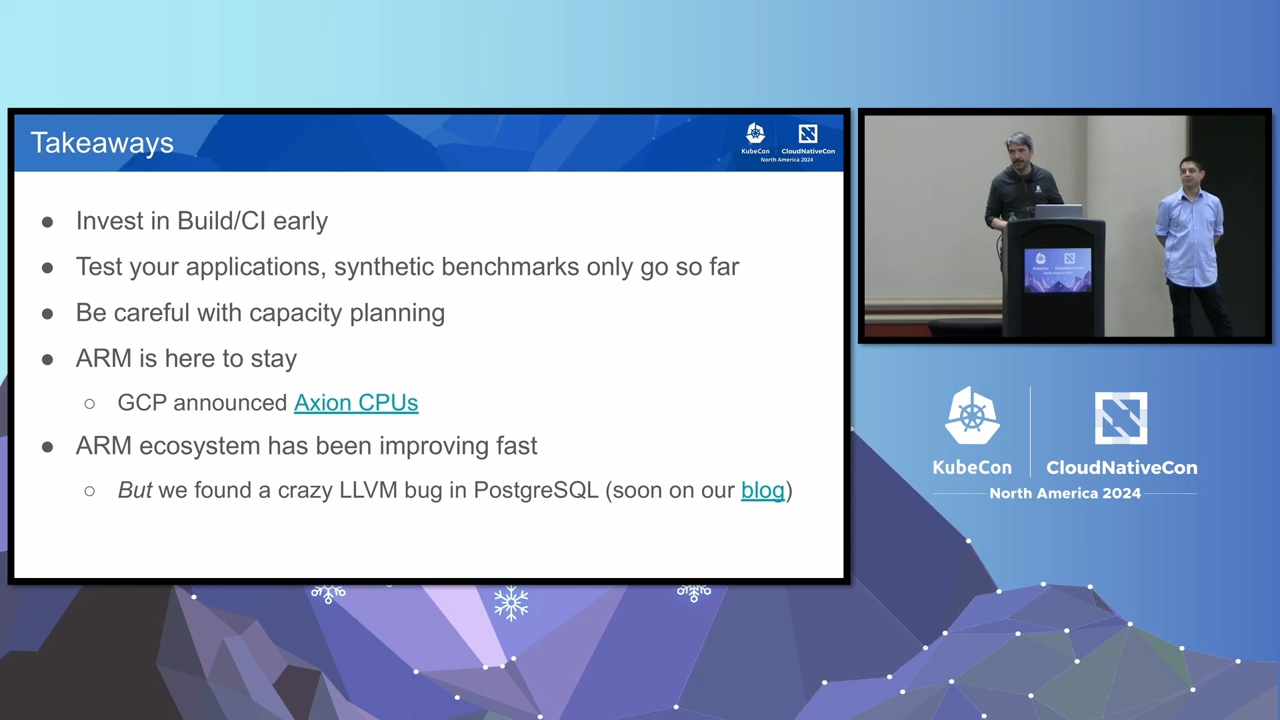 Takeaways
KubeCon
CloudNativeCon
North America 2024
● Invest in Build/CI early
● Test your applications, synthetic benchmarks only go so far
● Be careful with capacity planning
● ARM is here to stay
○ GCP announced Axion CPUs
● ARM ecosystem has been improving fast
○ But we found a crazy LLVM bug in PostgreSQL (soon on our blog)
KubeCon
CloudNativeCon
North America 2024